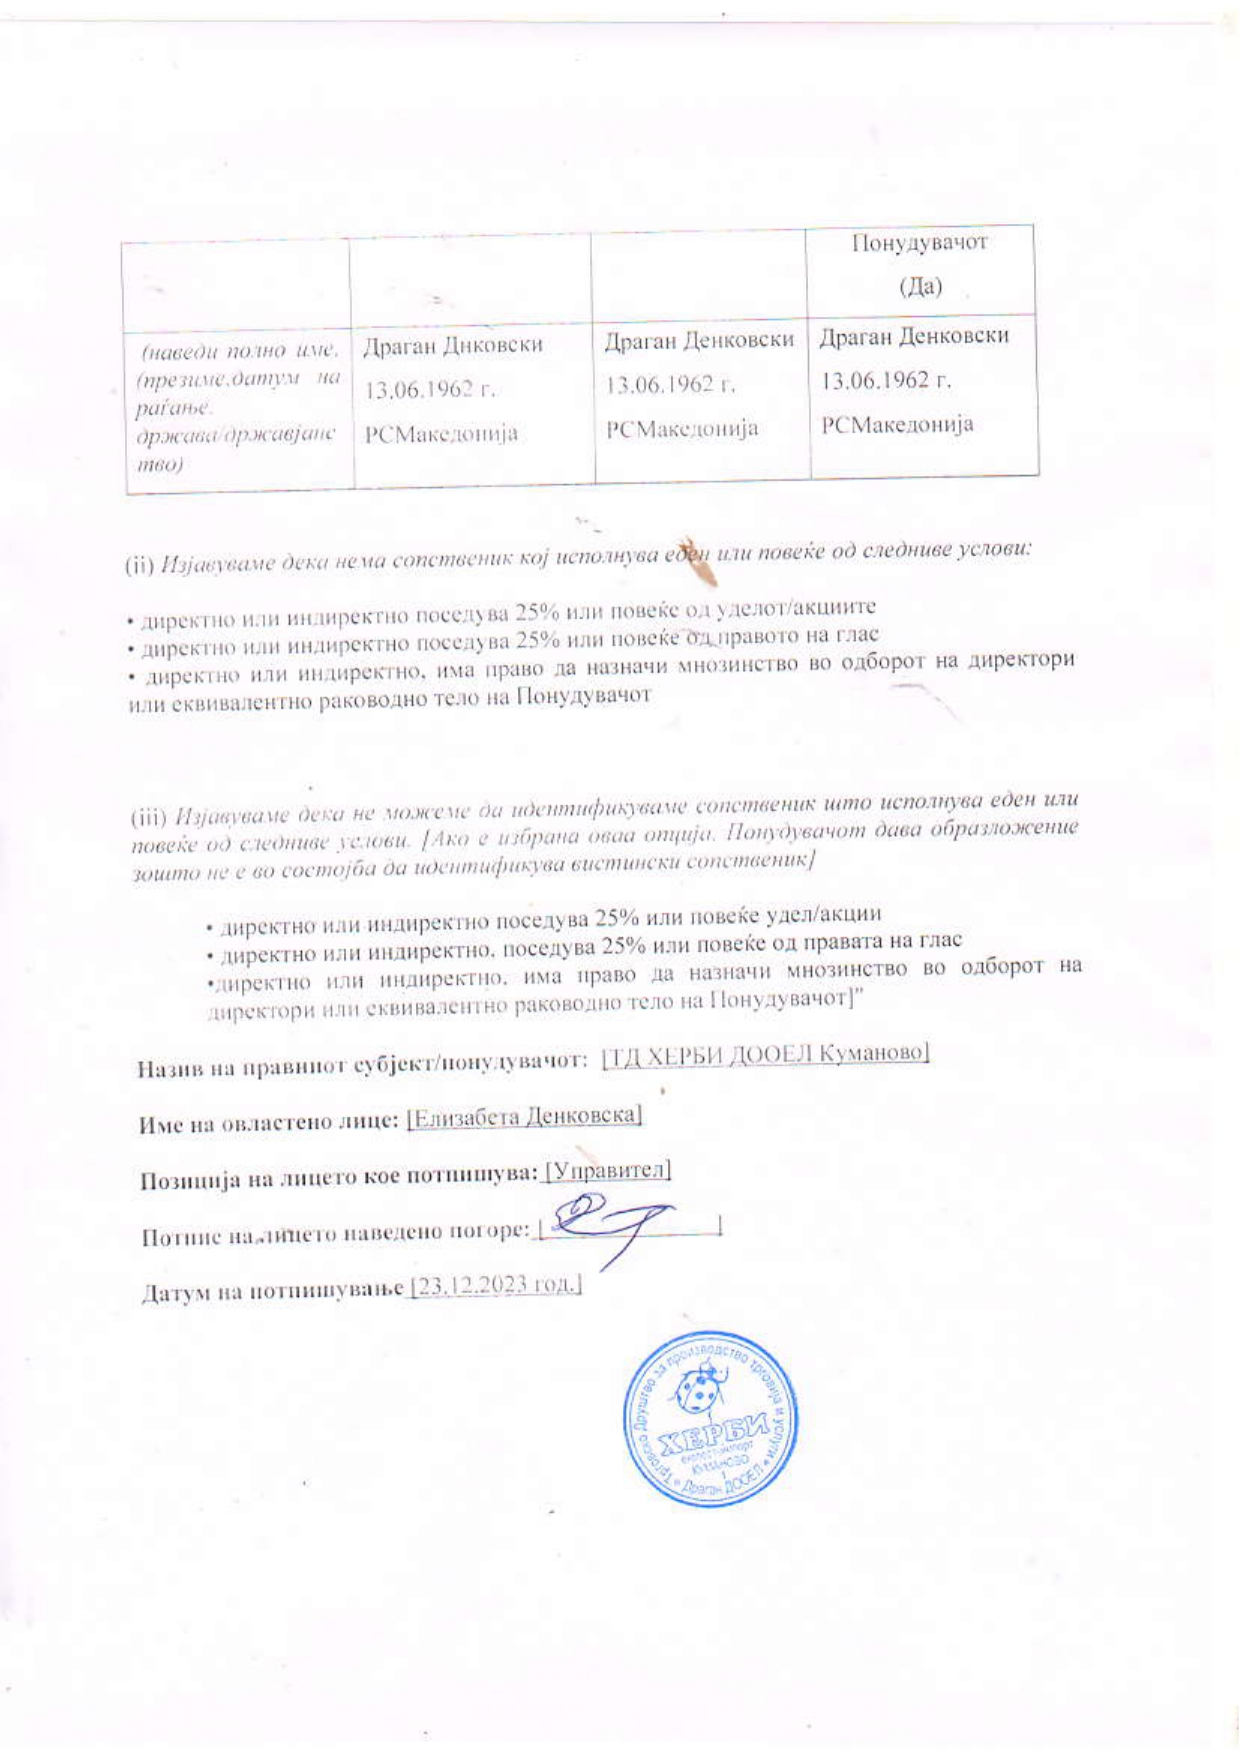 Понудувачот
(Да)
(наведи полно име,
(презиме,датум на
раѓање,
држава/државјанс
тво)
Драган Днковски
13.06.1962 г.
РСМакедонија
Драган Денковски
13.06.1962 г.
РСМакедонија
Драган Денковски
13.06.1962 г.
РСМакедонија
(ii) Изјавуваме дека нема сопственик кој исполнува еден или повеќе од следниве услови:
• директно или индиректно поседува 25% или повеќе од уделот/акциите
• директно или индиректно поседува 25% или повеќе од правото на глас
• директно или индиректно, има право да назначи мнозинство во одборот на директори
или еквивалентно раководно тело на Понудувачот
(iii) Изјавуваме дека не можеме да идентификуваме сопственик што исполнува еден или
повеќе од следниве услови. [Ако е избрана оваа опција, Понудувачот дава образложение
зошто не е во состојба да идентификува вистински сопственик]
• директно или индиректно поседува 25% или повеќе удел/акции
• директно или индиректно, поседува 25% или повеќе од правата на глас
•директно или индиректно, има право да назначи мнозинство во одборот на
директори или еквивалентно раководно тело на Понудувачот]”
Назив на правниот субјект/понудувачот: [ТД ХЕРБИ ДООЕЛ Куманово]
Име на овластено лице: [Елизабета Денковска]
Позиција на лицето кое потпишува: [Управител]
Потпис на лицето наведено погоре: [ ]
Датум на потпишување [23.12.2023 год.]
Трговско Друштво за производство трговија и услуги
ХЕРБИ
КУМАНОВО
1
Драган ДООЕЛ